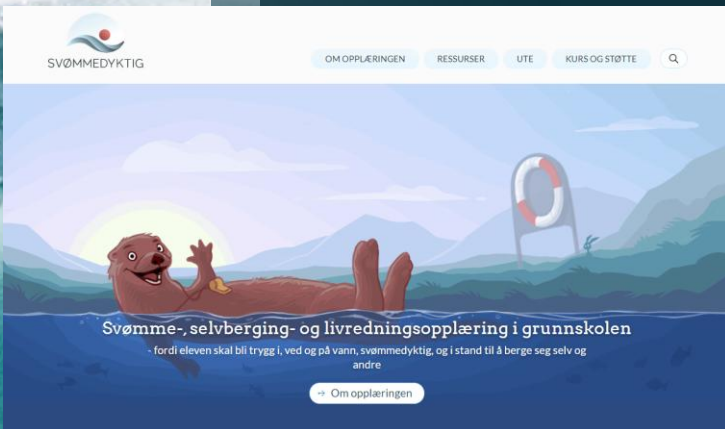 SVØMMEDYKTIG
OM OPPLÆRINGEN RESSURSER UTE KURS OG STØTTE
Svømme-, selvberging- og livredningsopplæring i grunnskolen
- fordi eleven skal bli trygg i, ved og på vann, svømmedyktig, og i stand til å berge seg selv og
andre
→ Om opplæringen